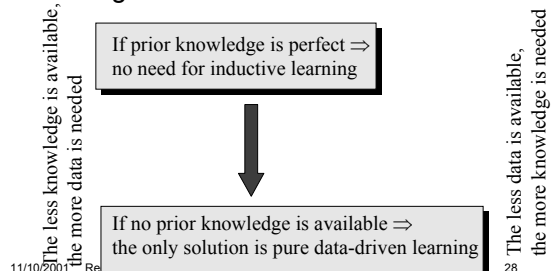 The less knowledge is available,
the more data is needed
If prior knowledge is perfect ⇒
no need for inductive learning
If no prior knowledge is available ⇒
the only solution is pure data-driven learning
The less data is available,
the more knowledge is needed
11/10/2001 Re
28